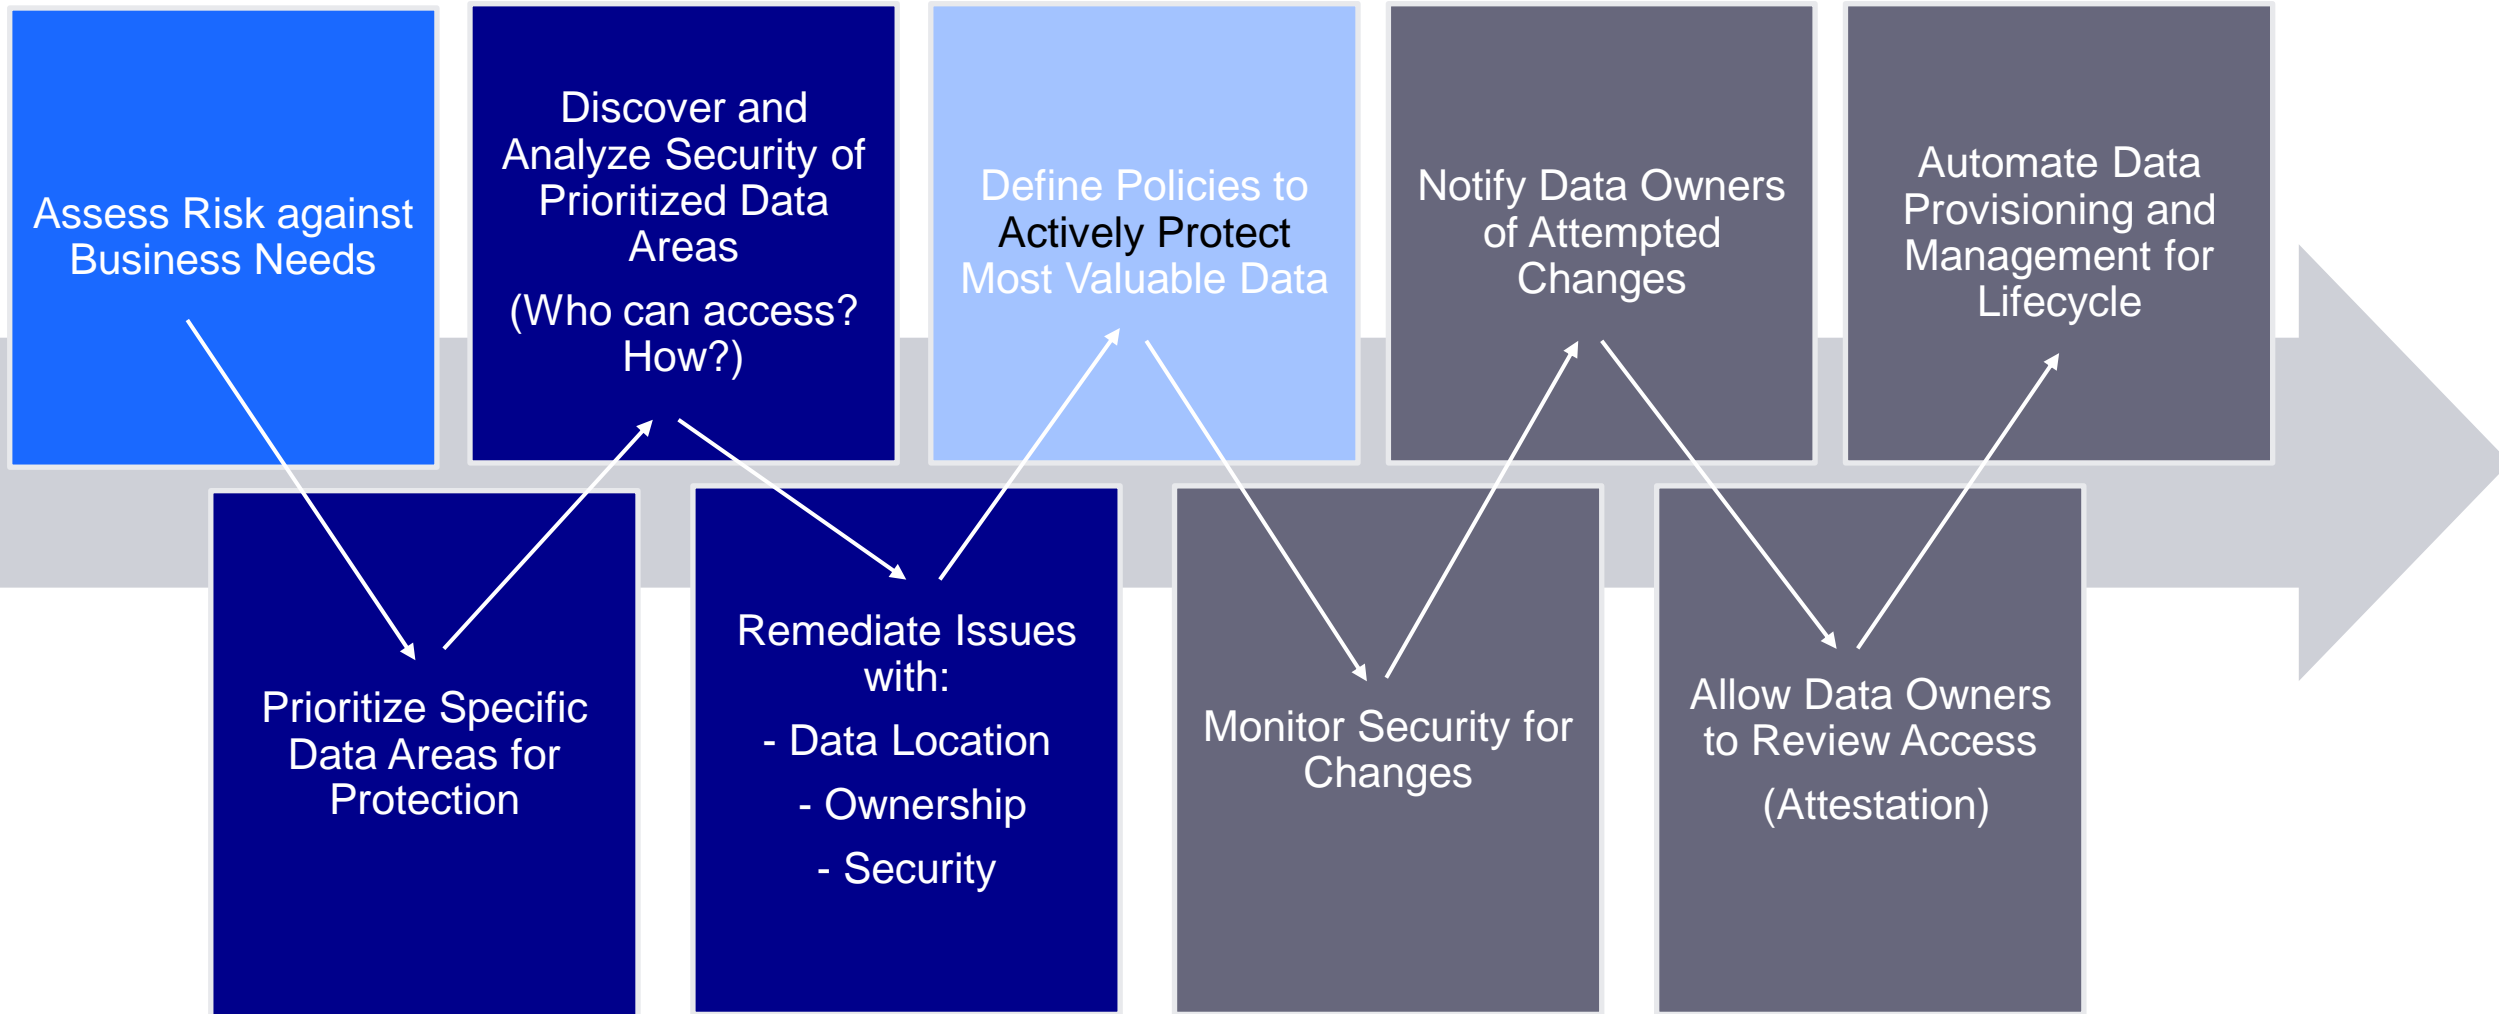 Assess Risk against
Business Needs
Prioritize Specific
Data Areas for
Protection
Discover and
Analyze Security of
Prioritized Data
Areas
(Who can access?
How?)
Remediate Issues
with:
- Data Location
- Ownership
- Security
Define Policies to
Actively Protect
Most Valuable Data
Monitor Security for
Changes
Notify Data Owners
of Attempted
Changes
Allow Data Owners
to Review Access
(Attestation)
Automate Data
Provisioning and
Management for
Lifecycle